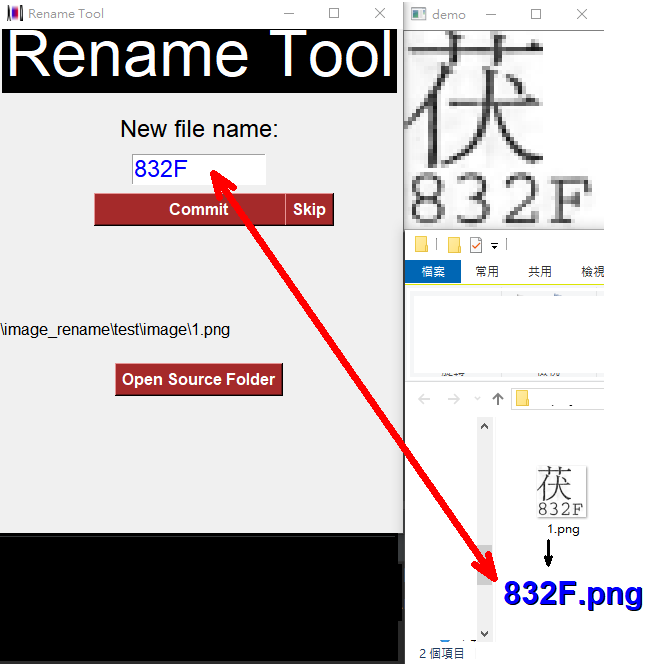 Rename Tool
Rename Tool
New file name:
832F
Commit
Skip
\image_rename\test\image\1.png
Open Source Folder
demo
茯
832F
檔案
常用
共用
檢視
茯
832F
1.png
832F.png
2 個項目